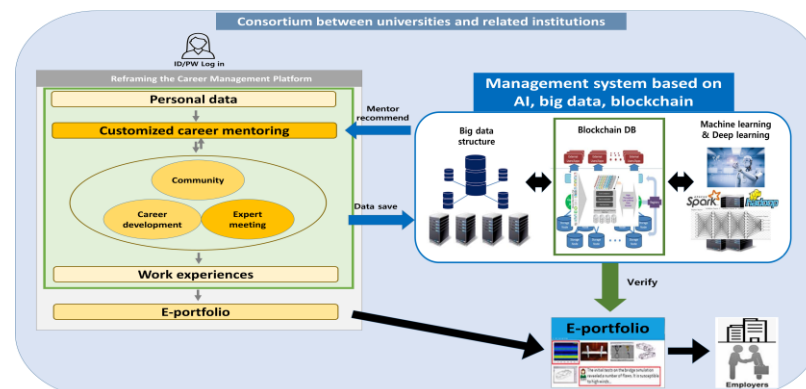 Consortium between universities and related institutions
ID/PW Log in
Reframing the Career Management Platform
Personal data
Customized career mentoring
Community
Career
development
Expert
meeting
Work experiences
E-portfolio
Mentor
recommend
Data save
Management system based on
AI, big data, blockchain
Big data
structure
Blockchain DB
Machine learning
& Deep learning
Spark
hadoop
Verify
E-portfolio
Employers